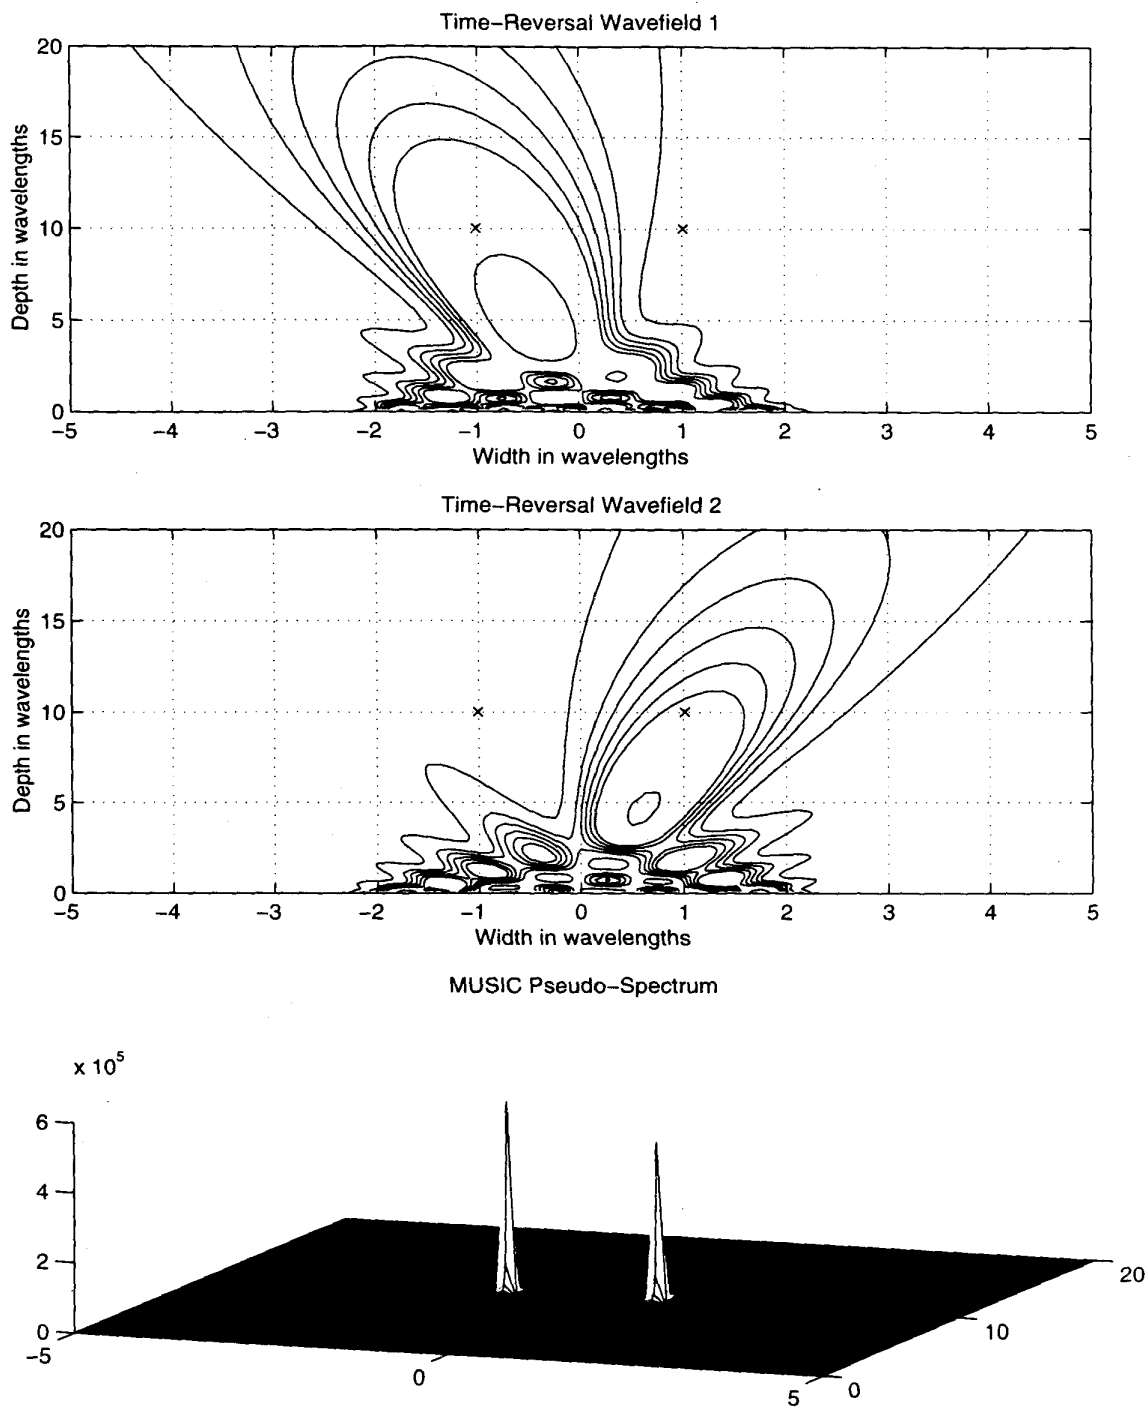 Time-Reversal Wavefield 1
20
15
10
5
0
Depth in wavelengths
-5 -4 -3 -2 -1 0 1 2 3 4 5
Width in wavelengths
Time-Reversal Wavefield 2
20
15
10
5
0
Depth in wavelengths
-5 -4 -3 -2 -1 0 1 2 3 4 5
Width in wavelengths
MUSIC Pseudo-Spectrum
x 10^5
6
4
2
0
-5
0
5
0
10
20